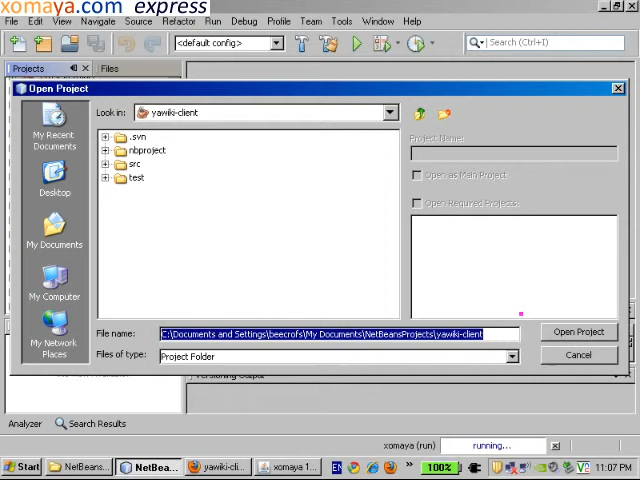 xomaya.com express
File Edit View Navigate Source Refactor Run Debug Profile Team Tools Window Help
<default config>
Search (Ctrl+I)
Projects
Files
Open Project
Look in:
yawiki-client
My Recent
Documents
Desktop
My Documents
My Computer
My Network
Places
.svn
nbproject
src
test
Project Name:
Open as Main Project
Open Required Projects:
File name:
C:\Documents and Settings\beecrofs\My Documents\NetBeansProjects\yawiki-client
Open Project
Files of type:
Project Folder
Cancel
Analyzer
Search Results
xomaya (run)
running...
Start
NetBeans...
NetBea...
yawiki-cli...
xomaya 1...
EN
»
100%
11:07 PM